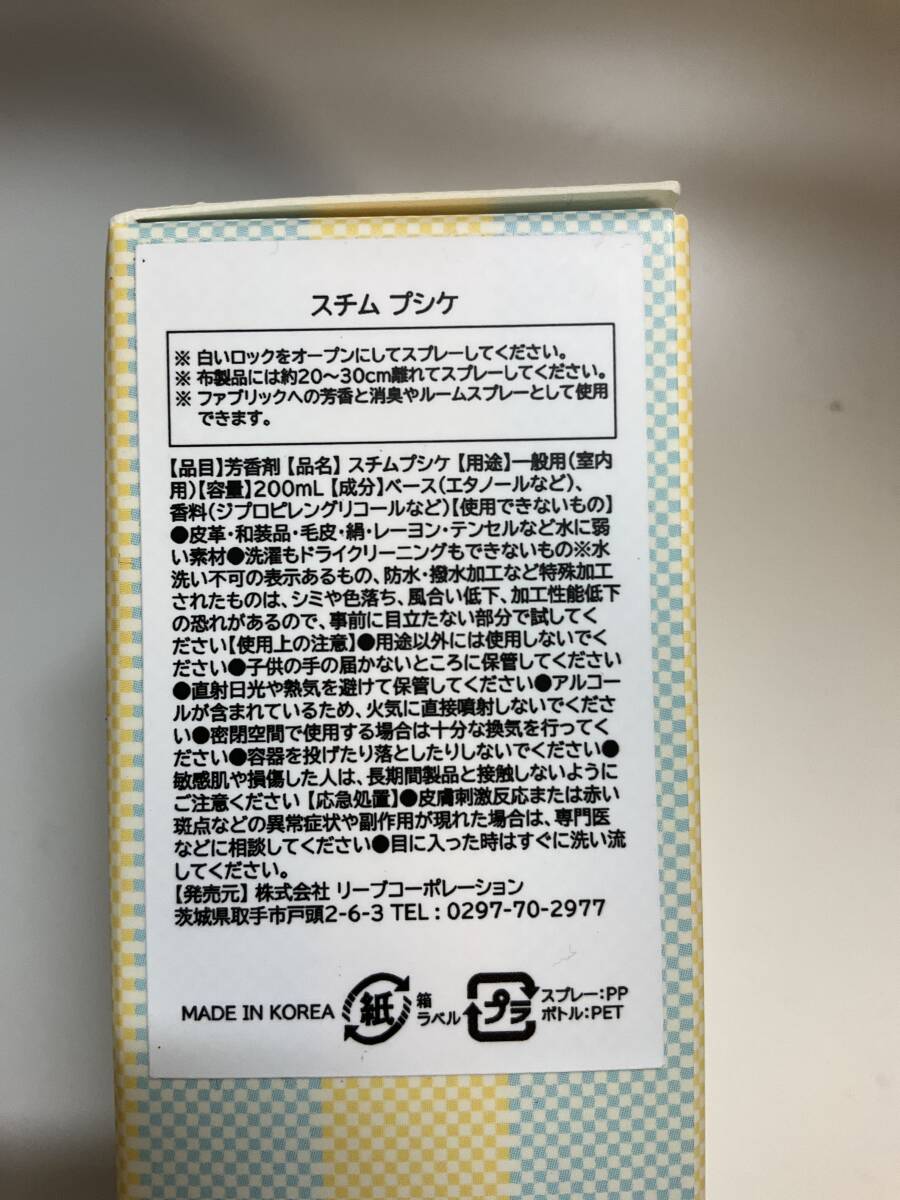 スチム プシケ
※ 白いロックをオープンにしてスプレーしてください。
※ 布製品には約20～30cm離れてスプレーしてください。
※ ファブリックへの芳香と消臭やルームスプレーとして使用
できます。
【品目】芳香剤【品名】 スチムプシケ 【用途】一般用(室内
用)【容量】200mL 【成分】ベース(エタノールなど)、
香料(ジプロピレングリコールなど)【使用できないもの】
●皮革・和装品・毛皮・絹・レーヨン・テンセルなど水に弱
い素材●洗濯もドライクリーニングもできないもの※水
洗い不可の表示あるもの、防水・撥水加工など特殊加工
されたものは、シミや色落ち、風合い低下、加工性能低下
の恐れがあるので、事前に目立たない部分で試してく
ださい【使用上の注意】●用途以外には使用しないでく
ださい●子供の手の届かないところに保管してください
●直射日光や熱気を避けて保管してください●アルコー
ルが含まれているため、火気に直接噴射しないでくださ
い●密閉空間で使用する場合は十分な換気を行ってく
ださい●容器を投げたり落としたりしないでください●
敏感肌や損傷した人は、長期間製品と接触しないように
ご注意ください 【応急処置】●皮膚刺激反応または赤い
斑点などの異常症状や副作用が現れた場合は、専門医
などに相談してください●目に入った時はすぐに洗い流
してください。
【発売元】 株式会社 リーブコーポレーション
茨城県取手市戸頭2-6-3 TEL：0297-70-2977
MADE IN KOREA
紙
箱
ラベル
プラ
スプレー：PP
ボトル：PET